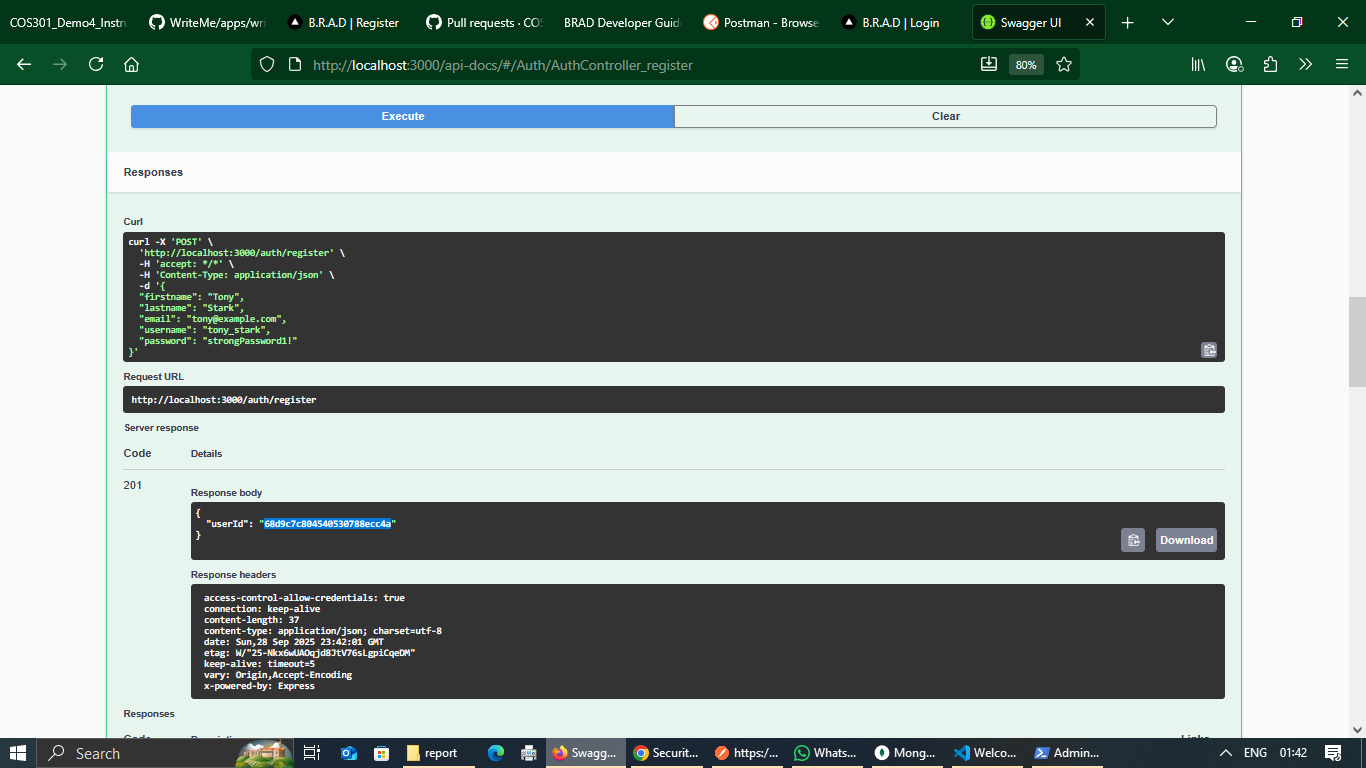 COS301_Demo4_Instru
WriteMe/apps/wri
B.R.A.D | Register
Pull requests · COS
BRAD Developer Guid
Postman - Browse
B.R.A.D | Login
Swagger UI
http://localhost:3000/api-docs/#/Auth/AuthController_register
80%
Execute
Clear
Responses
Curl
curl -X 'POST' \
'http://localhost:3000/auth/register' \
-H 'accept: */*' \
-H 'Content-Type: application/json' \
-d '{
"firstname": "Tony",
"lastname": "Stark",
"email": "tony@example.com",
"username": "tony_stark",
"password": "strongPassword1!"
}'
Request URL
http://localhost:3000/auth/register
Server response
Code
Details
201
Response body
{
"userId": "68d9c7c804540530788ecc4a"
}
Download
Response headers
access-control-allow-credentials: true
connection: keep-alive
content-length: 37
content-type: application/json; charset=utf-8
date: Sun,28 Sep 2025 23:42:01 GMT
etag: W/"25-Nkx6wUAOqjd8JtV76sLgpiCqeDM"
keep-alive: timeout=5
vary: Origin,Accept-Encoding
x-powered-by: Express
Responses
Search
report
Swagg...
Securit...
https:/...
Whats...
Mong...
Welco...
Admin...
ENG
01:42